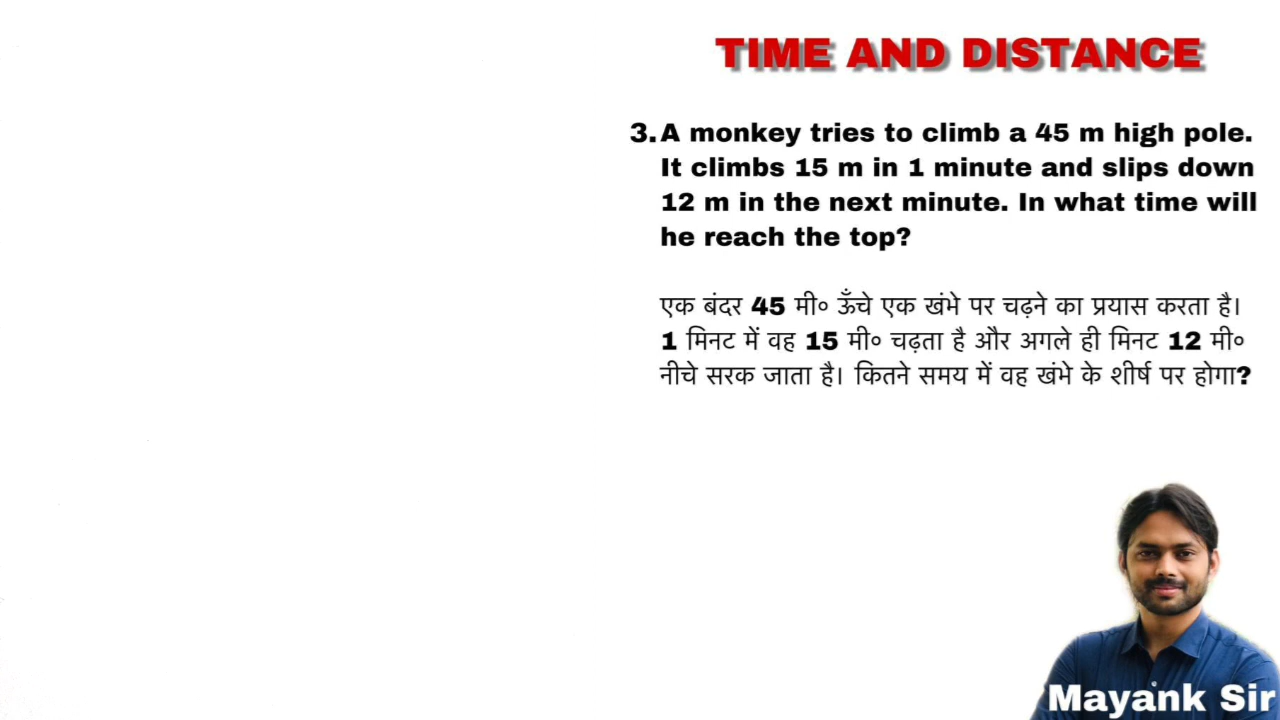 TIME AND DISTANCE
3. A monkey tries to climb a 45 m high pole.
It climbs 15 m in 1 minute and slips down
12 m in the next minute. In what time will
he reach the top?
एक बंदर 45 मी॰ ऊँचे एक खंभे पर चढ़ने का प्रयास करता है।
1 मिनट में वह 15 मी॰ चढ़ता है और अगले ही मिनट 12 मी॰
नीचे सरक जाता है। कितने समय में वह खंभे के शीर्ष पर होगा?
Mayank Sir